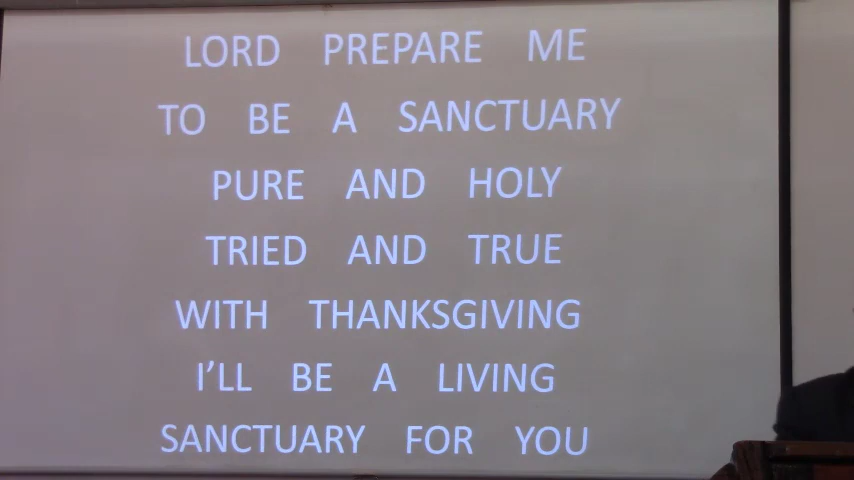 LORD PREPARE ME
TO BE A SANCTUARY
PURE AND HOLY
TRIED AND TRUE
WITH THANKSGIVING
I'LL BE A LIVING
SANCTUARY FOR YOU